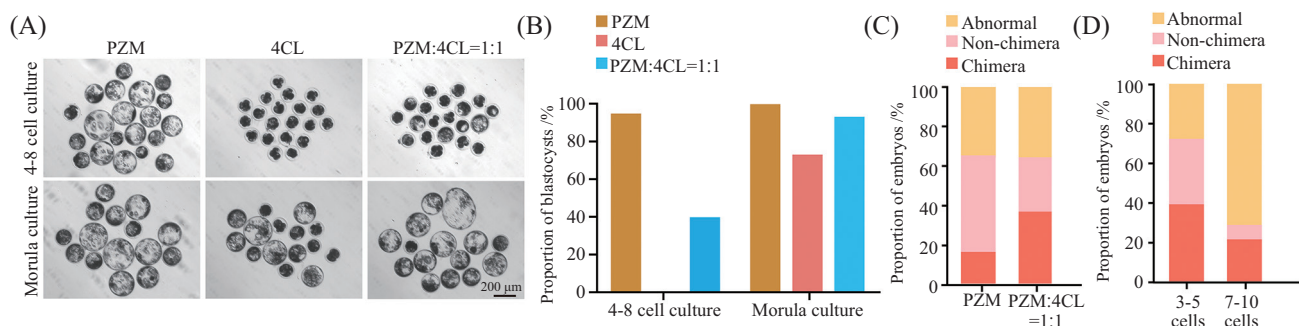 (A)
PZM
4CL
PZM:4CL=1:1
4-8 cell culture
Morula culture
200 μm
(B)
PZM
4CL
PZM:4CL=1:1
Proportion of blastocysts /%
100
80
60
40
20
0
4-8 cell culture
Morula culture
(C)
Abnormal
Non-chimera
Chimera
Proportion of embryos /%
100
80
60
40
20
0
PZM
PZM:4CL
=1:1
(D)
Abnormal
Non-chimera
Chimera
Proportion of embryos /%
100
80
60
40
20
0
3-5
cells
7-10
cells